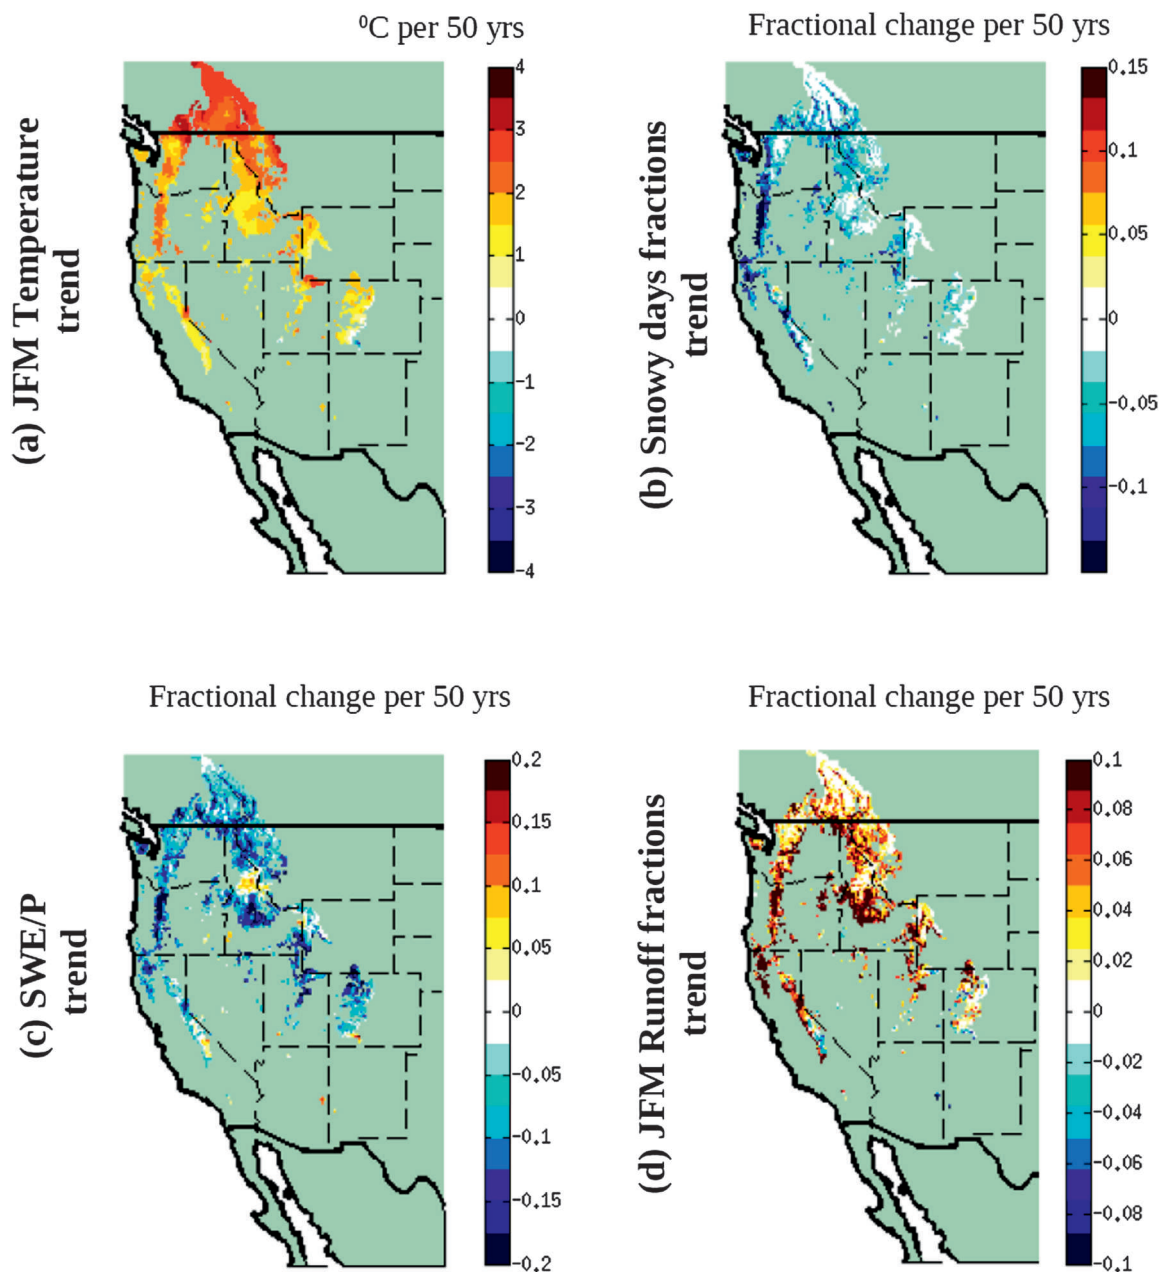 ⁰C per 50 yrs
Fractional change per 50 yrs
(a) JFM Temperature
trend
4
3
2
1
0
-1
-2
-3
-4
(b) Snowy days fractions
trend
0.15
0.1
0.05
0
-0.05
-0.1
Fractional change per 50 yrs
Fractional change per 50 yrs
(c) SWE/P
trend
0.2
0.15
0.1
0.05
0
-0.05
-0.1
-0.15
-0.2
(d) JFM Runoff fractions
trend
0.1
0.08
0.06
0.04
0.02
0
-0.02
-0.04
-0.06
-0.08
-0.1